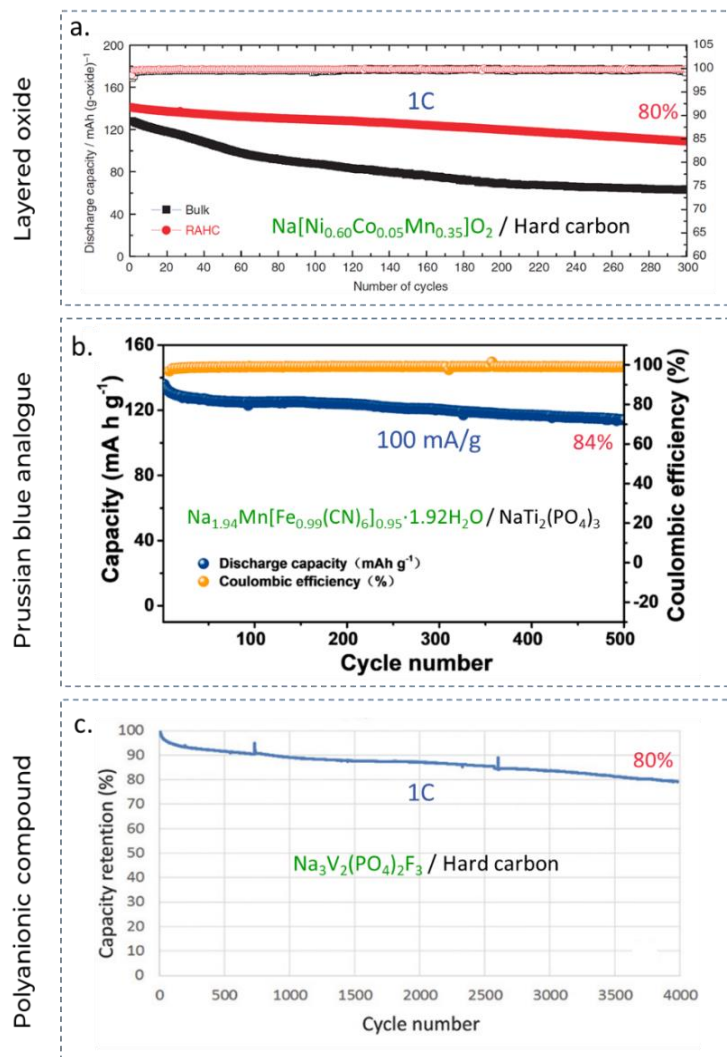 Layered oxide
a.
200
160
120
80
40
0
Discharge capacity / mAh (g-oxide)⁻¹
105
100
95
90
85
80
75
70
65
60
1C
80%
Bulk
RAHC
Na[Ni₀.₆₀Co₀.₀₅Mn₀.₃₅]O₂ / Hard carbon
0 20 40 60 80 100 120 140 160 180 200 220 240 260 280 300
Number of cycles
Prussian blue analogue
b.
160
120
80
40
0
Capacity (mA h g⁻¹)
100
80
60
40
20
0
-20
Coulombic efficiency (%)
100 mA/g
84%
Na₁.₉₄Mn[Fe₀.₉₉(CN)₆]₀.₉₅·1.92H₂O / NaTi₂(PO₄)₃
Discharge capacity（mAh g⁻¹）
Coulombic efficiency（%）
100 200 300 400 500
Cycle number
Polyanionic compound
c.
100
90
80
70
60
50
40
30
20
10
0
Capacity retention (%)
80%
1C
Na₃V₂(PO₄)₂F₃ / Hard carbon
0 500 1000 1500 2000 2500 3000 3500 4000
Cycle number